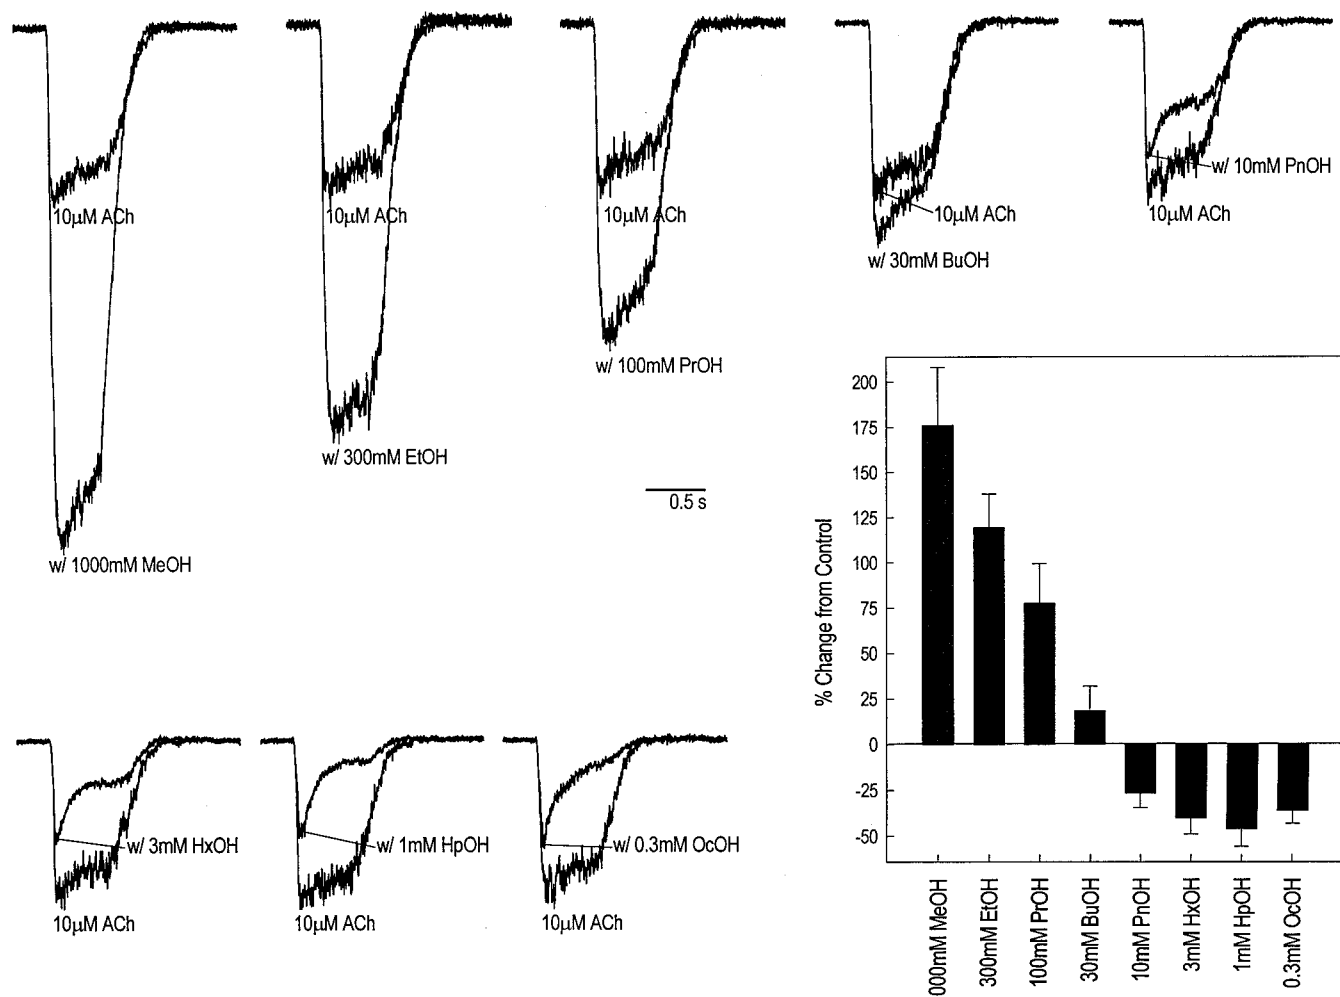 10μM ACh
10μM ACh
10μM ACh
10μM ACh
w/ 10mM PnOH
10μM ACh
w/ 30mM BuOH
w/ 100mM PrOH
w/ 300mM EtOH
0.5 s
w/ 1000mM MeOH
% Change from Control
200
175
150
125
100
75
50
25
0
-25
-50
000mM MeOH
300mM EtOH
100mM PrOH
30mM BuOH
10mM PnOH
3mM HxOH
1mM HpOH
0.3mM OcOH
w/ 3mM HxOH
w/ 1mM HpOH
w/ 0.3mM OcOH
10μM ACh
10μM ACh
10μM ACh